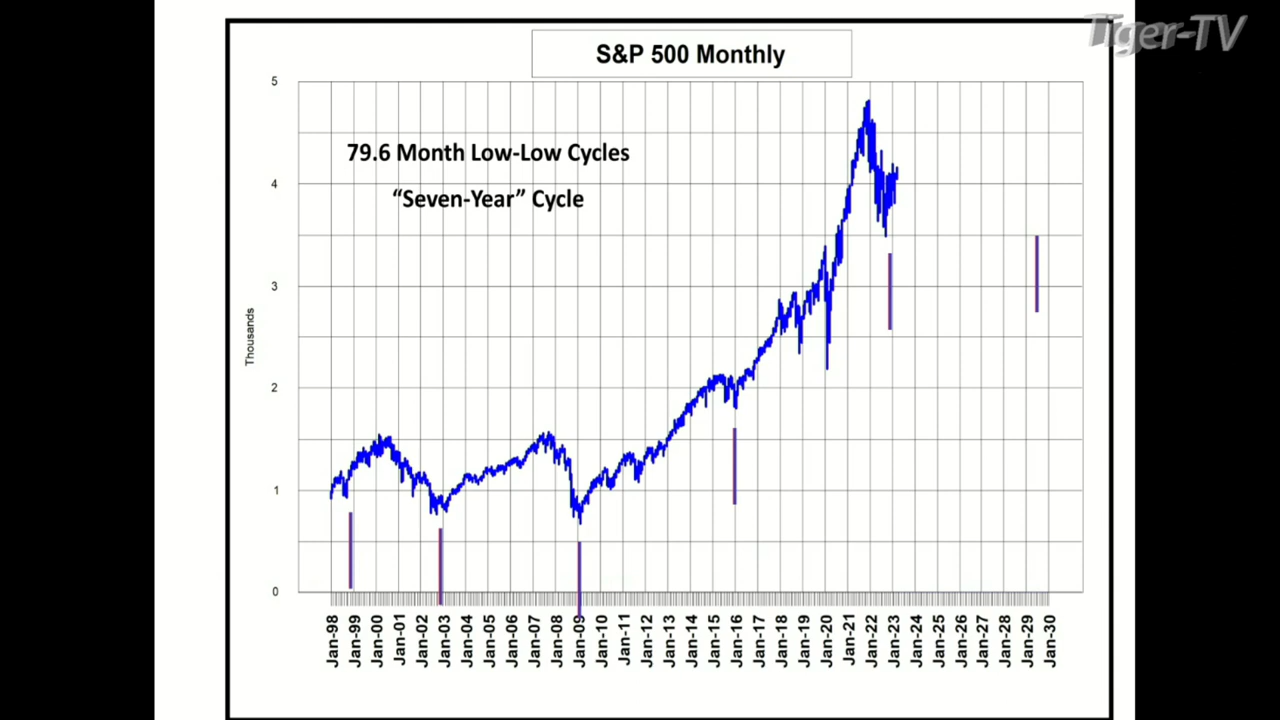 Tiger-TV
S&P 500 Monthly
79.6 Month Low-Low Cycles
“Seven-Year” Cycle
Thousands
5
4
3
2
1
0
Jan-98
Jan-99
Jan-00
Jan-01
Jan-02
Jan-03
Jan-04
Jan-05
Jan-06
Jan-07
Jan-08
Jan-09
Jan-10
Jan-11
Jan-12
Jan-13
Jan-14
Jan-15
Jan-16
Jan-17
Jan-18
Jan-19
Jan-20
Jan-21
Jan-22
Jan-23
Jan-24
Jan-25
Jan-26
Jan-27
Jan-28
Jan-29
Jan-30